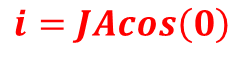 i = JAcos(0)